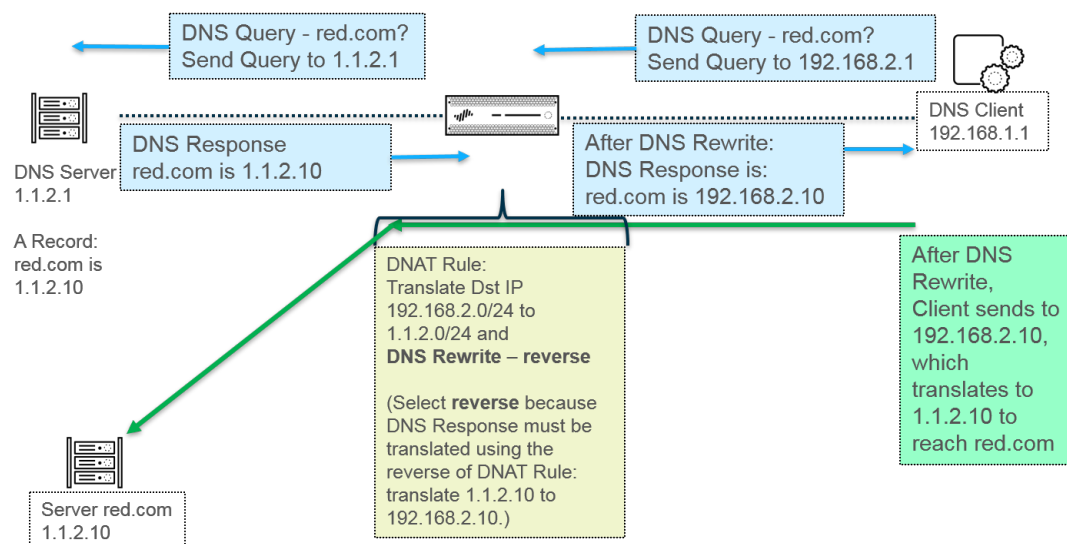 DNS Query - red.com?
Send Query to 1.1.2.1
DNS Query - red.com?
Send Query to 192.168.2.1
DNS Client
192.168.1.1
DNS Server
1.1.2.1
A Record:
red.com is
1.1.2.10
DNS Response
red.com is 1.1.2.10
After DNS Rewrite:
DNS Response is:
red.com is 192.168.2.10
DNAT Rule:
Translate Dst IP
192.168.2.0/24 to
1.1.2.0/24 and
DNS Rewrite – reverse
(Select reverse because
DNS Response must be
translated using the
reverse of DNAT Rule:
translate 1.1.2.10 to
192.168.2.10.)
After DNS
Rewrite,
Client sends to
192.168.2.10,
which
translates to
1.1.2.10 to
reach red.com
Server red.com
1.1.2.10